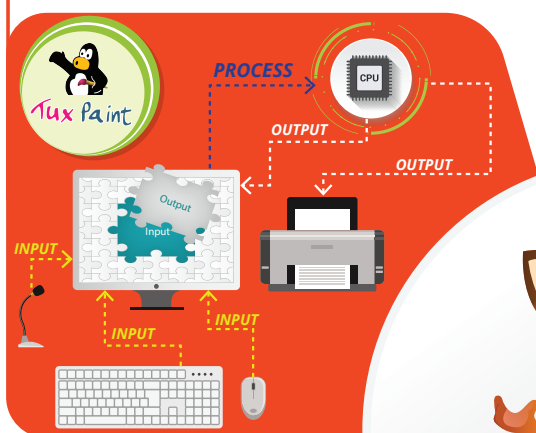 Tux Paint
PROCESS
CPU
OUTPUT
OUTPUT
Output
Input
INPUT
INPUT
INPUT